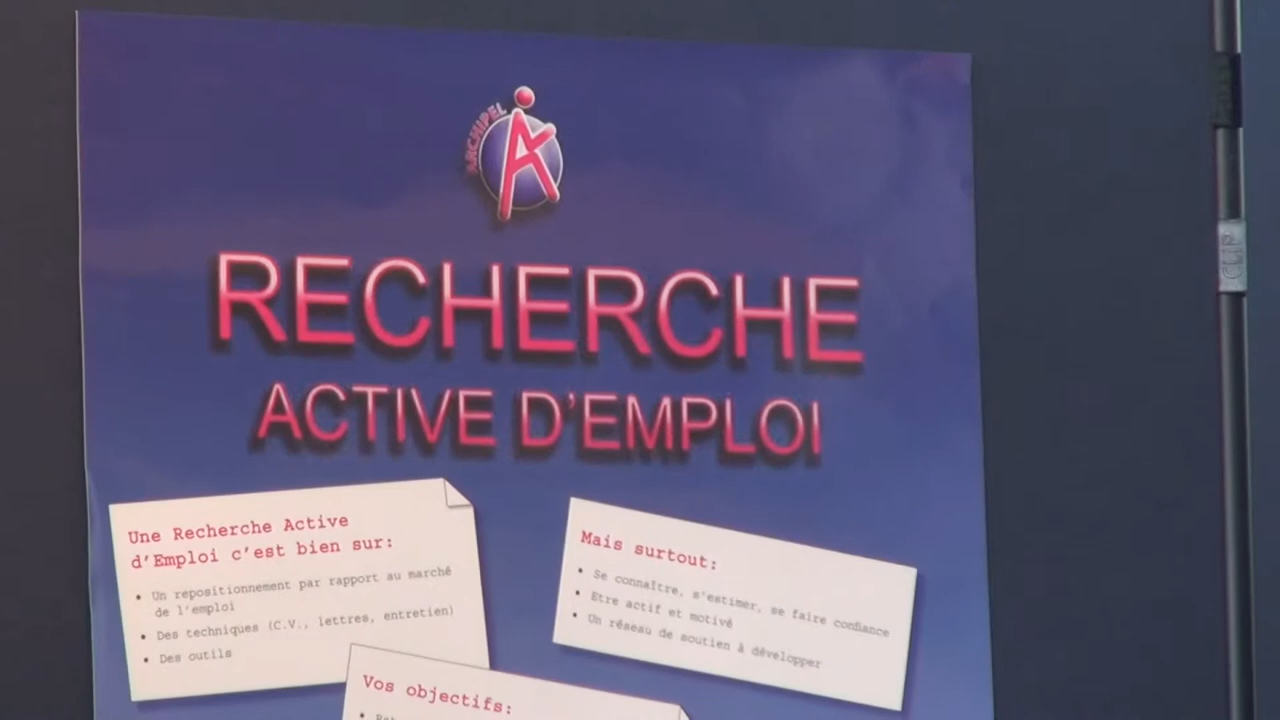 ARCHIPEL
RECHERCHE
ACTIVE D'EMPLOI
Une Recherche Active
d'Emploi c'est bien sur:
• Un repositionnement par rapport au marché
de l'emploi
• Des techniques (C.V., lettres, entretien)
• Des outils
Mais surtout:
• Se connaître, s'estimer, se faire confiance
• Etre actif et motivé
• Un réseau de soutien à développer
Vos objectifs:
CLIP